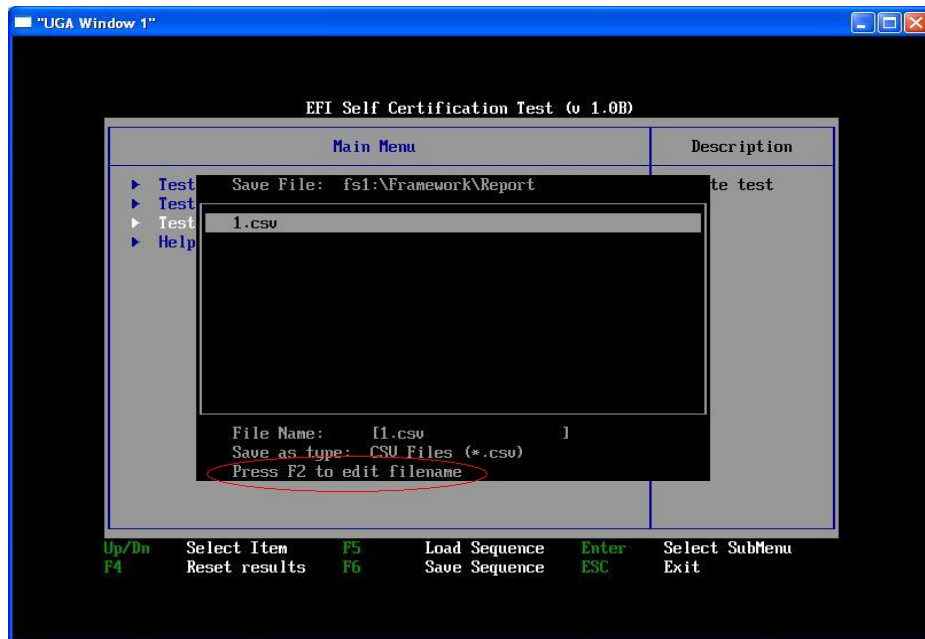 "UGA Window 1"
EFI Self Certification Test (v 1.0B)
Main Menu
Description
Test
Save File: fs1:\Framework\Report
te test
Test
Test
1.csv
Help
File Name: [1.csv ]
Save as type: CSV Files (*.csv)
Press F2 to edit filename
Up/Dn Select Item F5 Load Sequence Enter Select SubMenu
F4 Reset results F6 Save Sequence ESC Exit